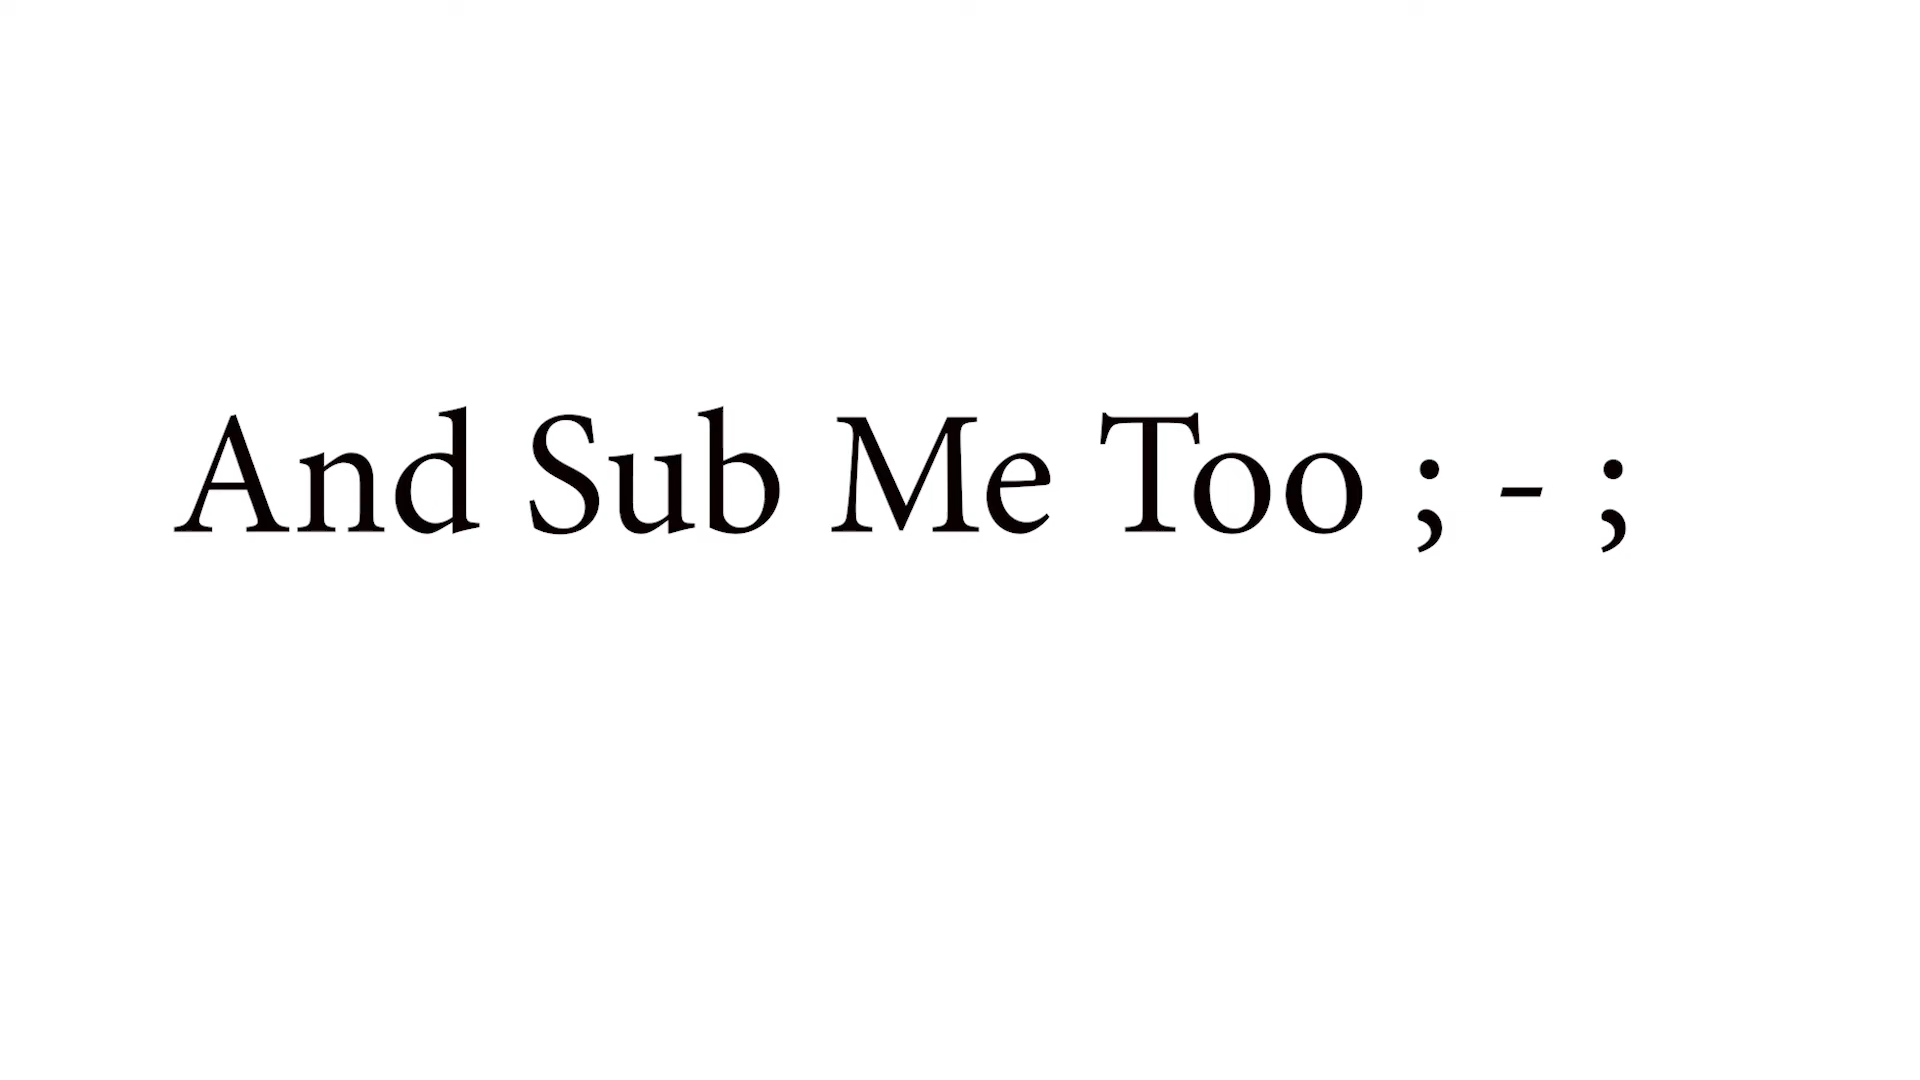 And Sub Me Too ; - ;